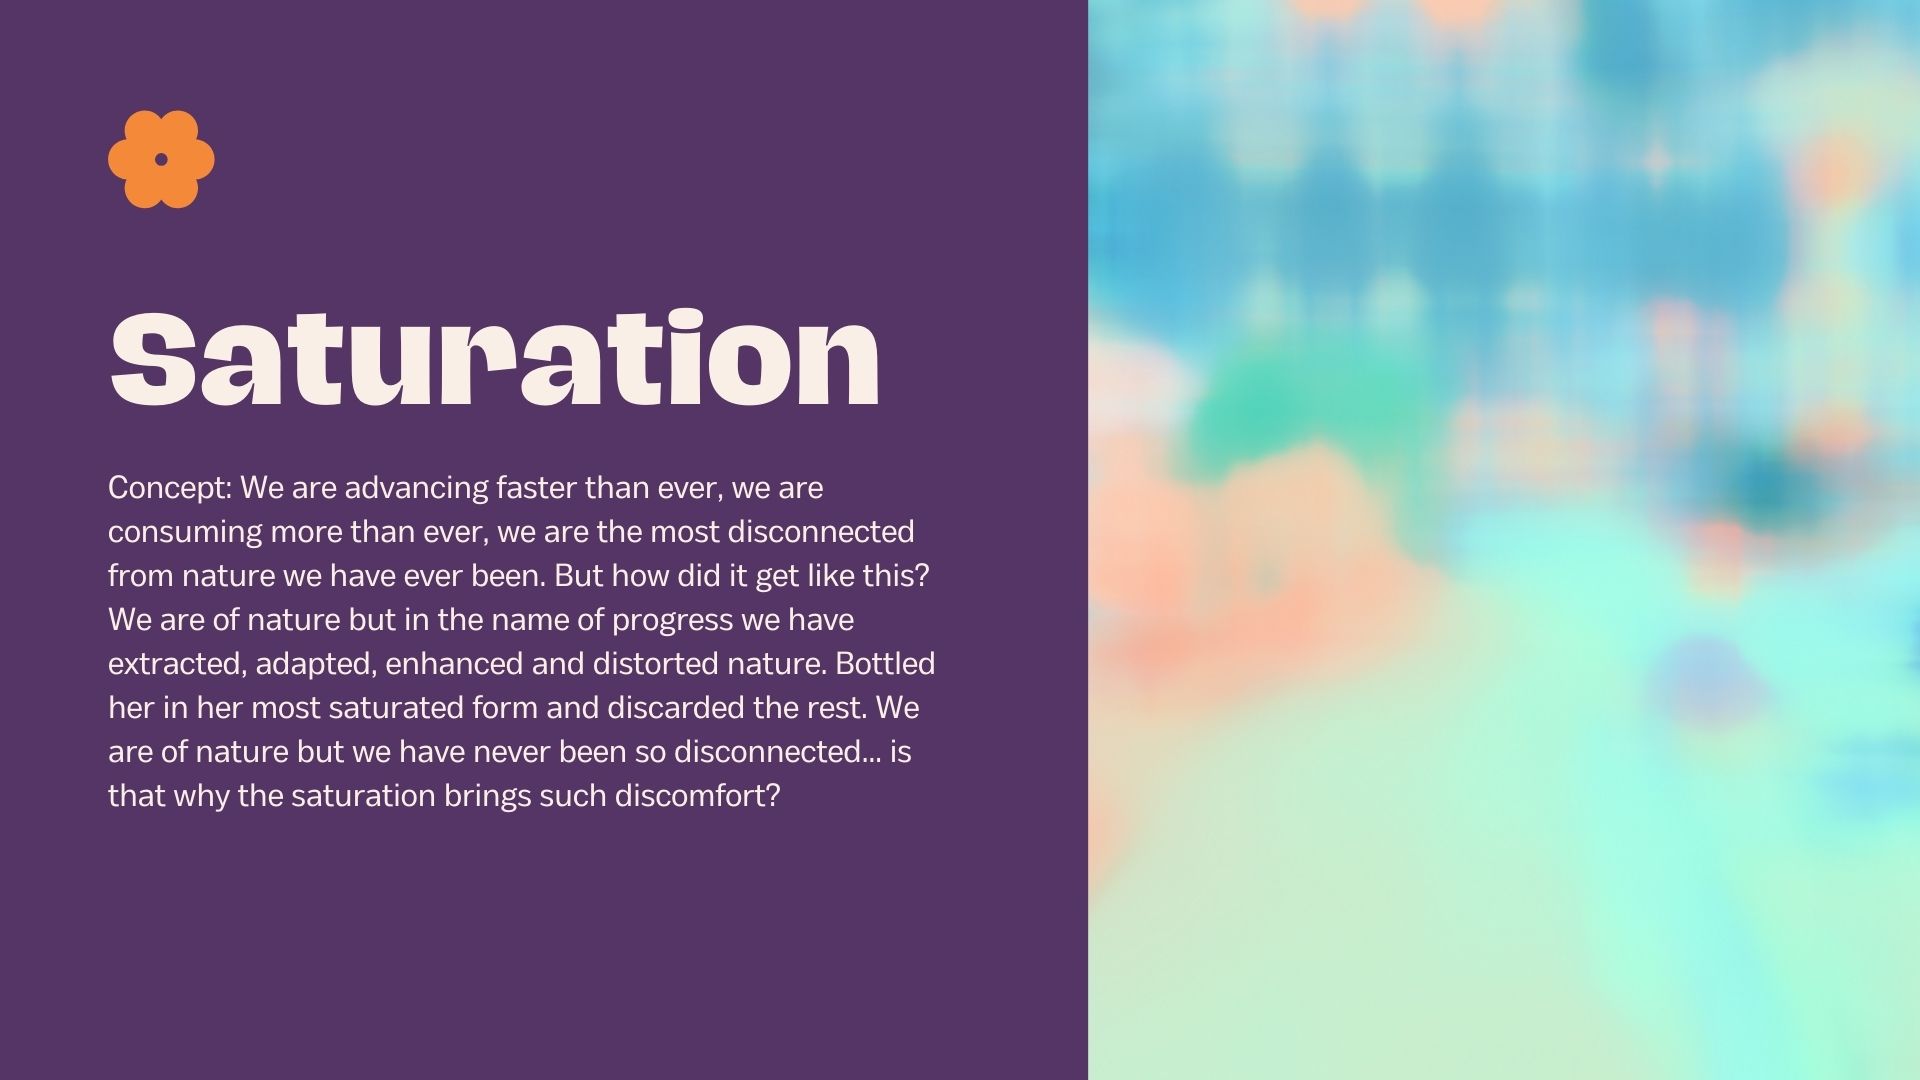 Saturation
Concept: We are advancing faster than ever, we are
consuming more than ever, we are the most disconnected
from nature we have ever been. But how did it get like this?
We are of nature but in the name of progress we have
extracted, adapted, enhanced and distorted nature. Bottled
her in her most saturated form and discarded the rest. We
are of nature but we have never been so disconnected... is
that why the saturation brings such discomfort?